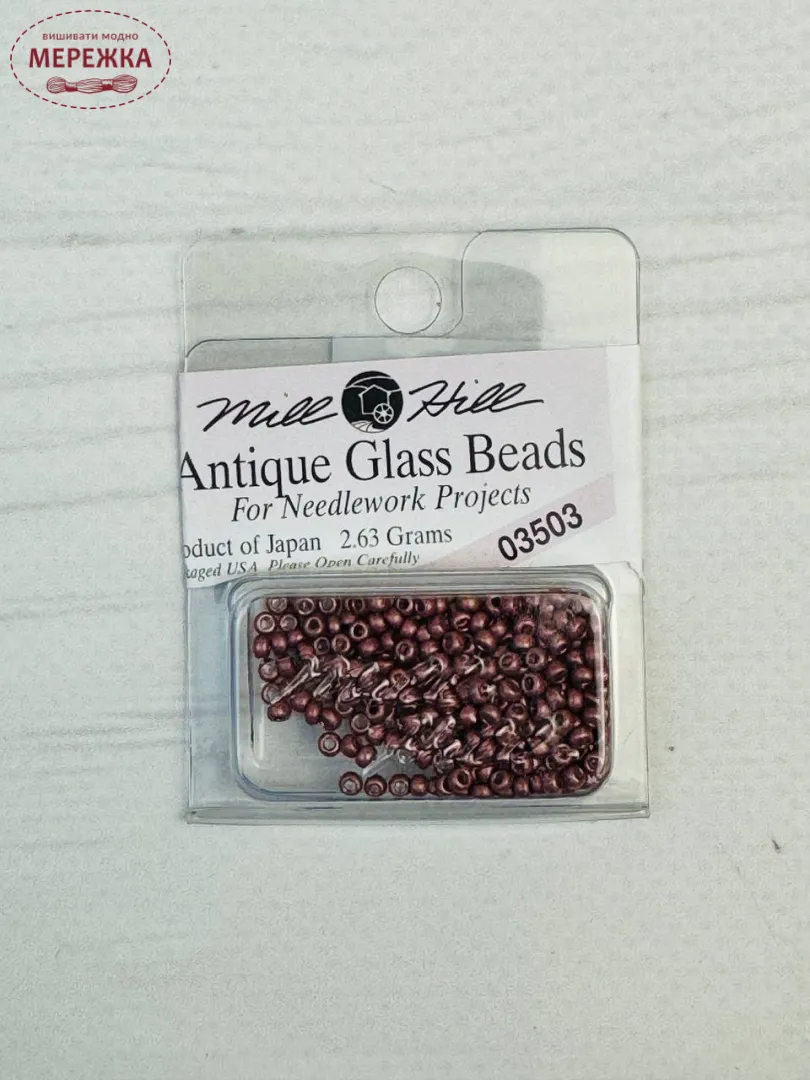 вишивати модно
МЕРЕЖКА
Mill Hill
Antique Glass Beads
For Needlework Projects
oduct of Japan 2.63 Grams
03503
kaged USA Please Open Carefully